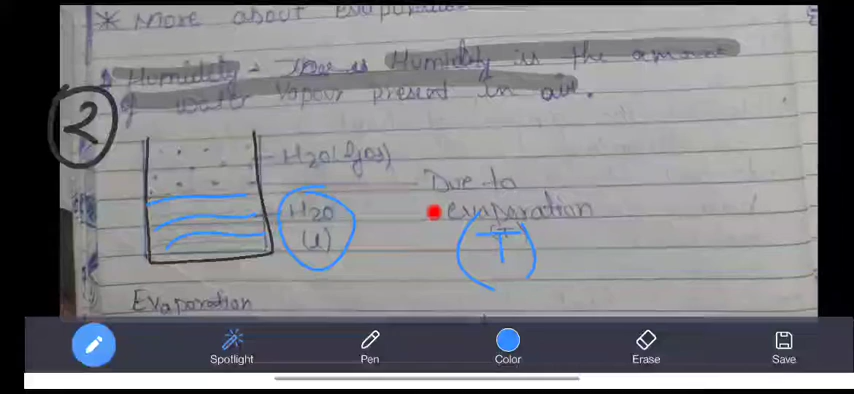 * More about Evaporation
Humidity - Humidity is the amount
of water Vapour present in air.
2
H2O (gas)
Due to
evaporation
H2O
(l)
T
Evaporation
Spotlight
Pen
Color
Erase
Save